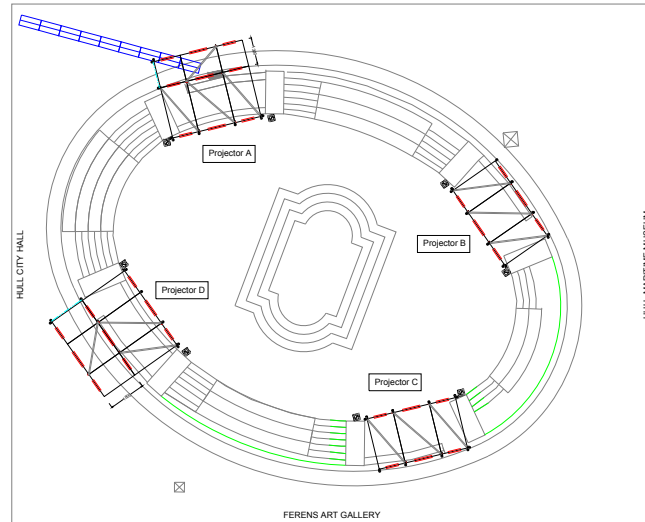 Projector A
Projector B
HULL CITY HALL
Projector D
Projector C
FERENS ART GALLERY